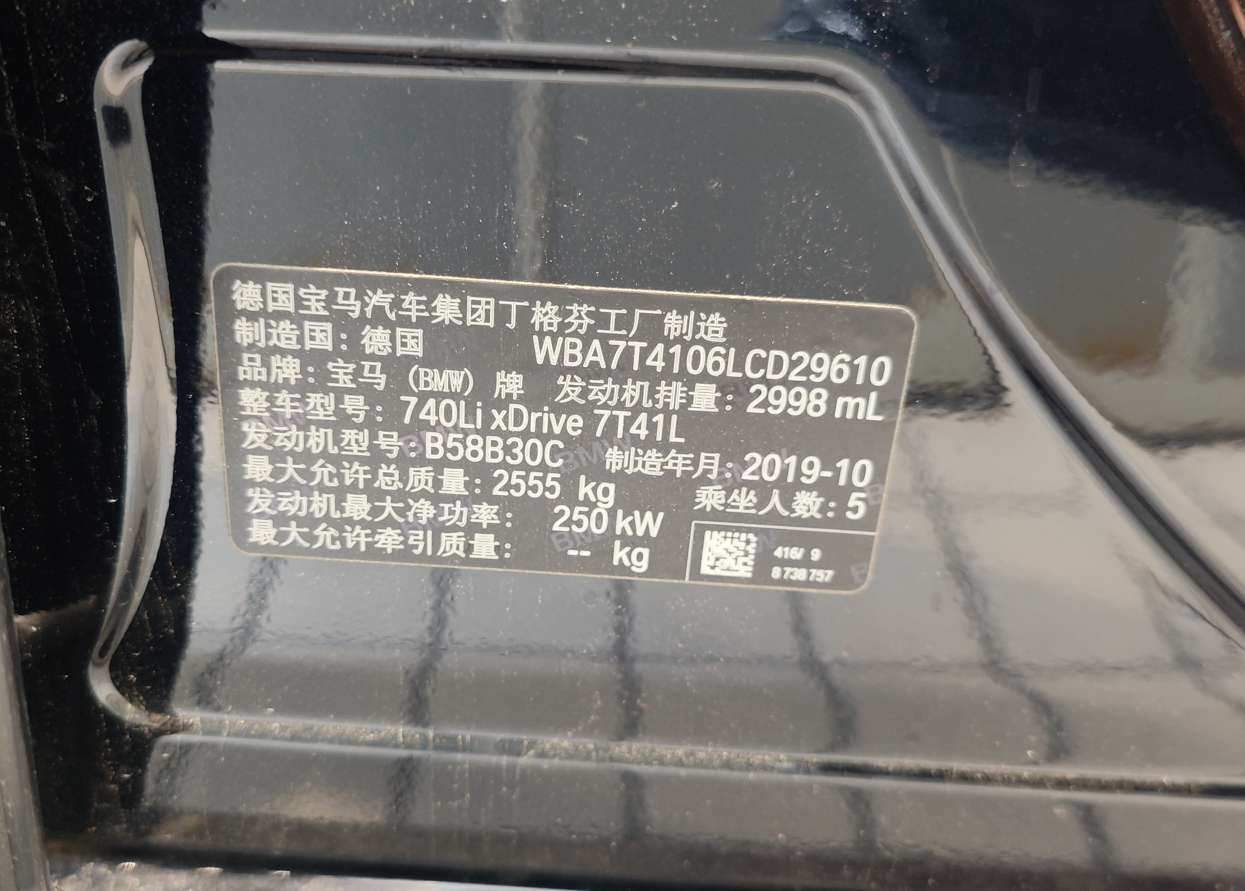 德国宝马汽车集团丁格芬工厂制造
制造国：德国 WBA7T4106LCD29610
品牌：宝马（BMW）牌 发动机排量：2998 mL
整车型号：740Li xDrive 7T41L
发动机型号：B58B30C 制造年月：2019-10
最大允许总质量：2555 kg 乘坐人数：5
发动机最大净功率： 250 kW
最大允许牵引质量： -- kg
416/ 9
8 738 757